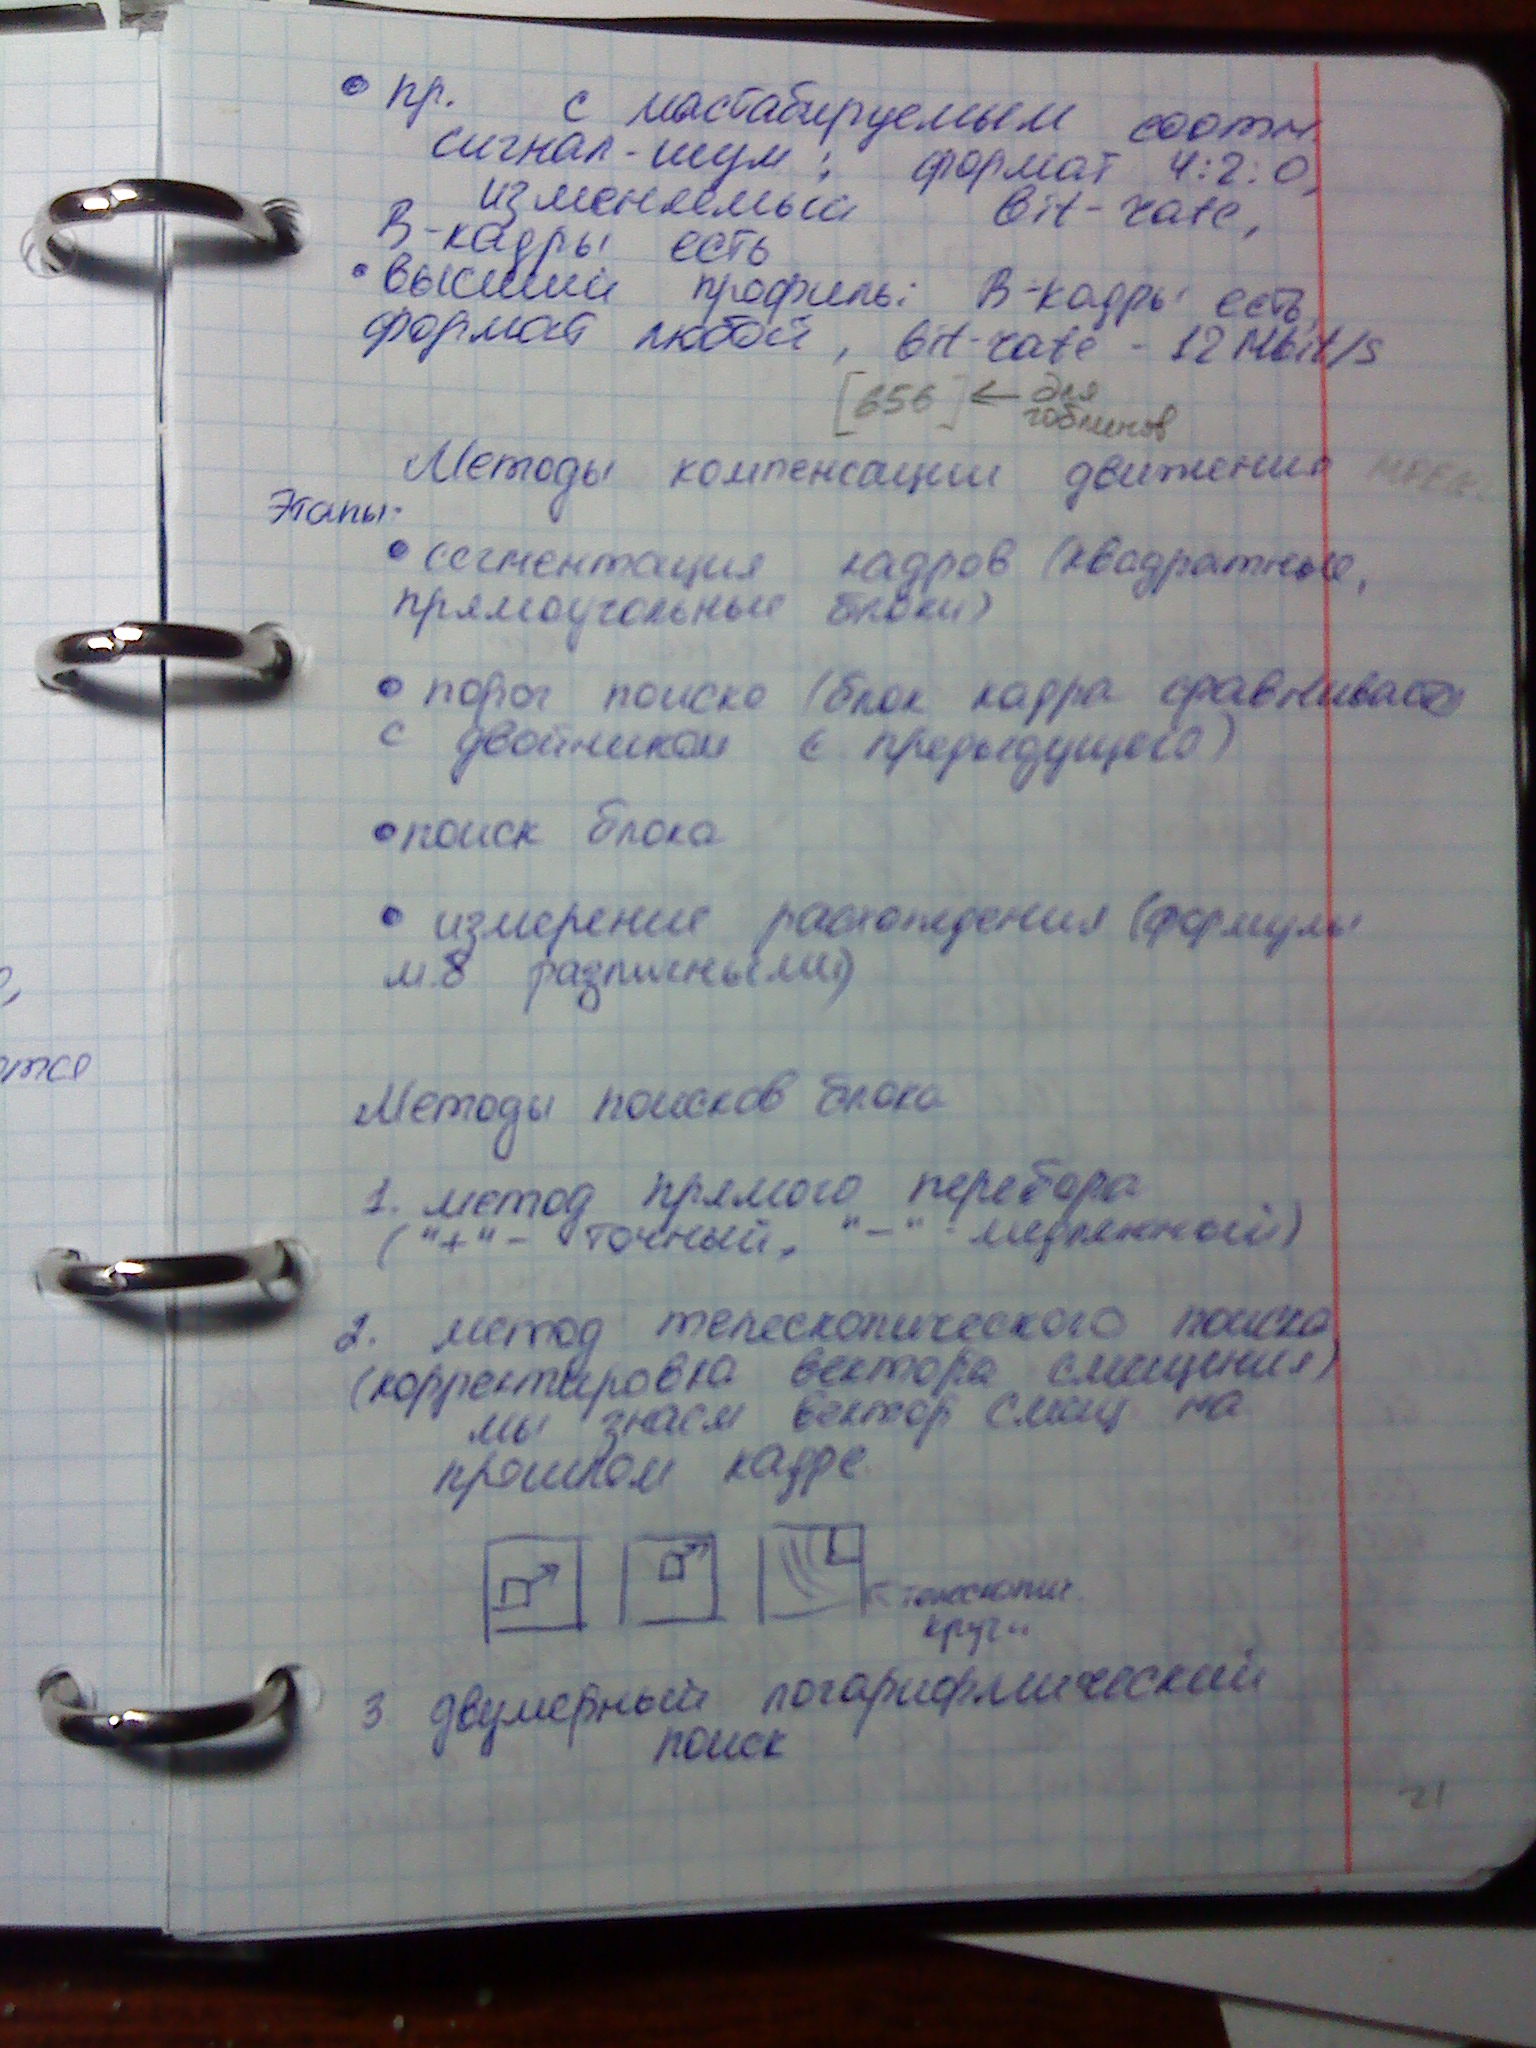 • пр. с мастабируемым соотн.
сигнал-шум; формат 4:2:0,
изменяемый bit-rate,
B-кадры есть
• высший профиль: B-кадры есть,
формат любой, bit-rate - 12 Mbit/s
[656] ← для
гоблинов
Методы компенсации движения
Этапы:
• сегментация кадров (квадратные,
прямоугольные блоки)
• порог поиска (блок кадра сравнивается
с двойником с предыдущего)
• поиск блока
• измерение расхождения (формулы
м.б различными)
Методы поисков блока
1. метод прямого перебора
("+" - точный, "-" - медленный)
2. метод телескопического поиска
(корректировка вектора смещения)
мы знаем вектор смещ на
прошлом кадре
← телескопич.
круги
3 двумерный логарифмический
поиск
21
отся